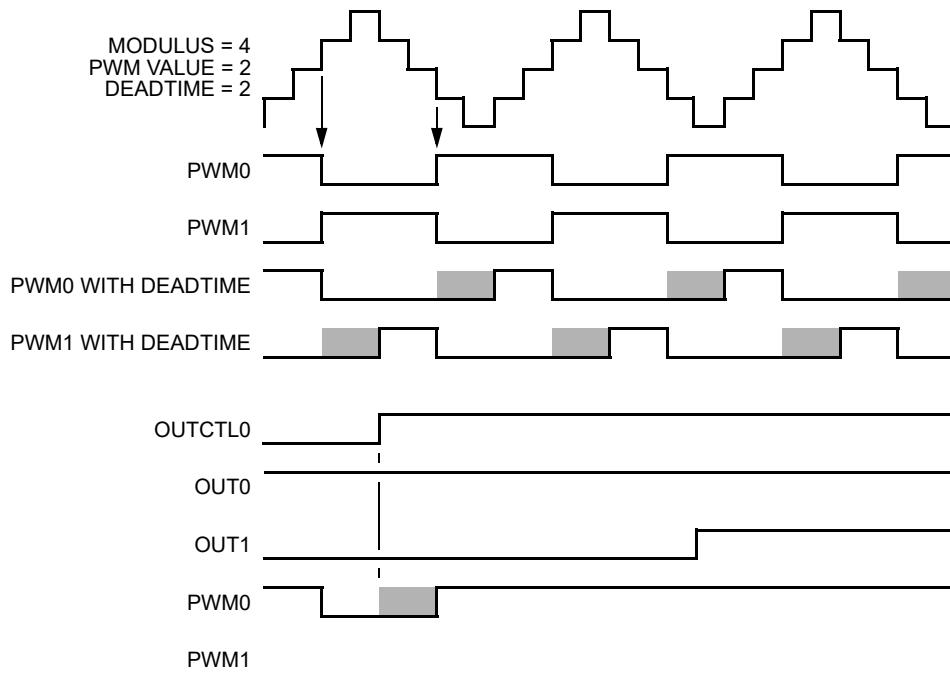 MODULUS = 4
PWM VALUE = 2
DEADTIME = 2
PWM0
PWM1
PWM0 WITH DEADTIME
PWM1 WITH DEADTIME
OUTCTL0
OUT0
OUT1
PWM0
PWM1